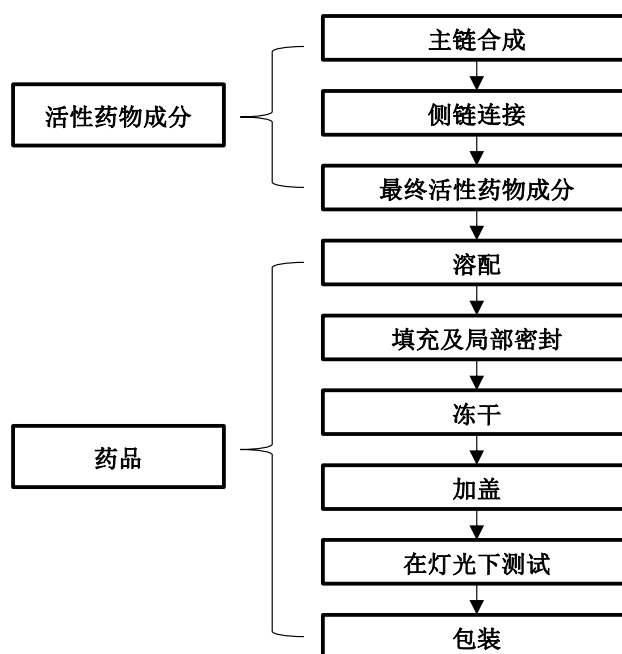 主链合成
活性药物成分
侧链连接
最终活性药物成分
溶配
填充及局部密封
冻干
药品
加盖
在灯光下测试
包装